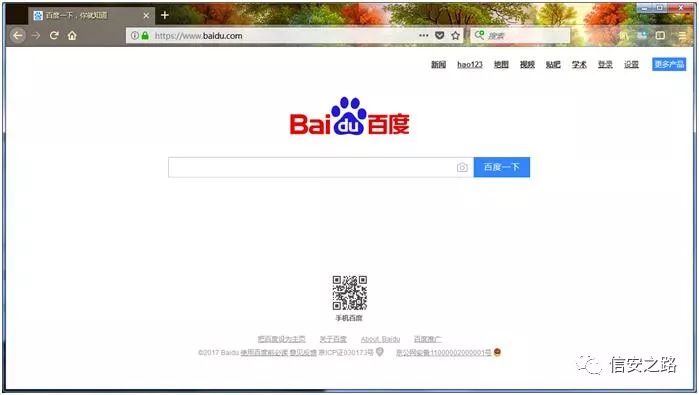 百度一下，你就知道
https://www.baidu.com
搜索
新闻 hao123 地图 视频 贴吧 学术 登录 设置 更多产品
Bai du 百度
百度一下
手机百度
把百度设为主页 关于百度 About Baidu 百度推广
©2017 Baidu 使用百度前必读 意见反馈 京ICP证030173号 京公网安备11000002000001号
信安之路